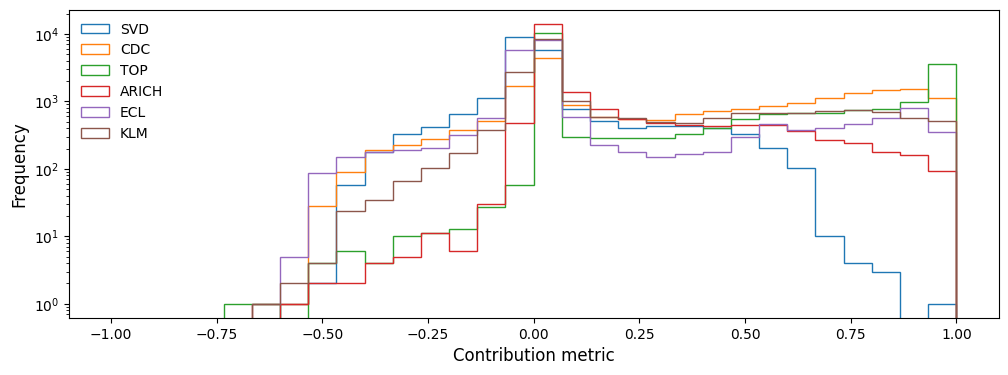 SVD
CDC
TOP
ARICH
ECL
KLM
Frequency
10⁴
10³
10²
10¹
10⁰
−1.00 −0.75 −0.50 −0.25 0.00 0.25 0.50 0.75 1.00
Contribution metric